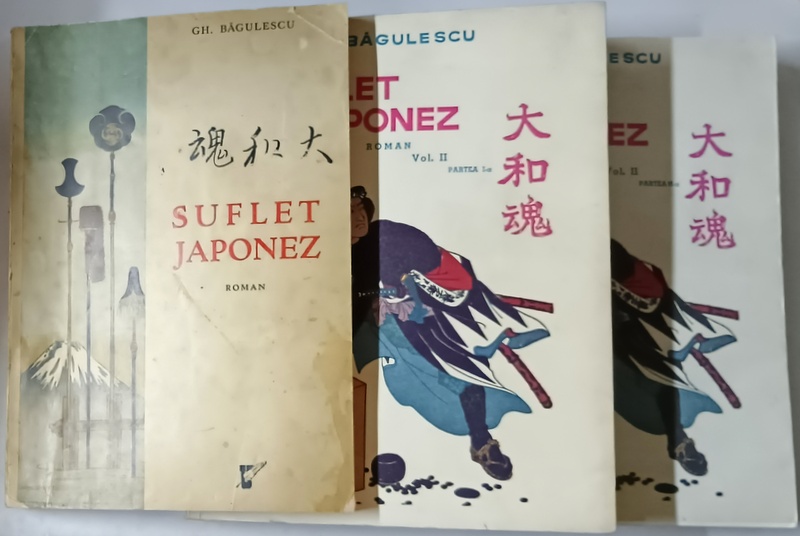 GH. BĂGULESCU
大和魂
SUFLET
JAPONEZ
ROMAN
BĂGULESCU
LET
PONEZ
ROMAN
Vol. II
PARTEA I-a
大和魂
ESCU
EZ
Vol. II
大和魂